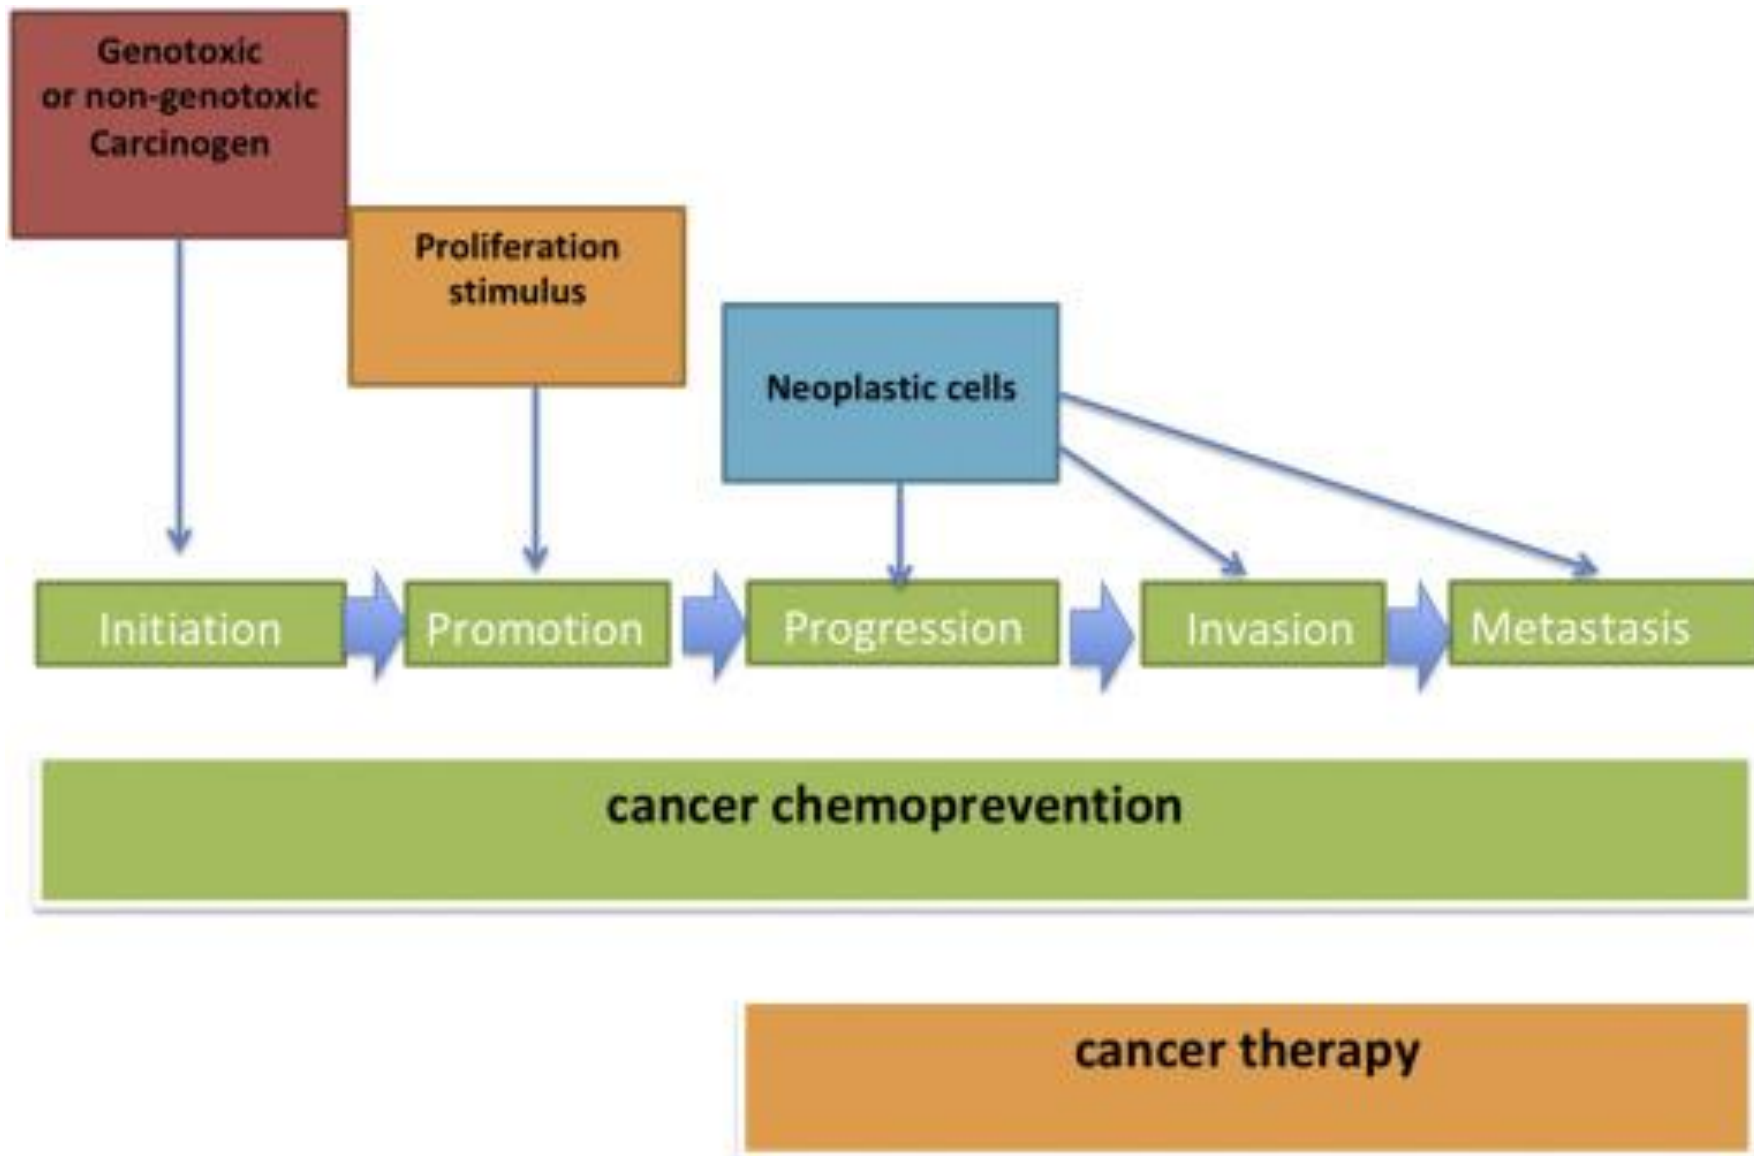 Genotoxic
or non-genotoxic
Carcinogen
Proliferation
stimulus
Neoplastic cells
Initiation
Promotion
Progression
Invasion
Metastasis
cancer chemoprevention
cancer therapy